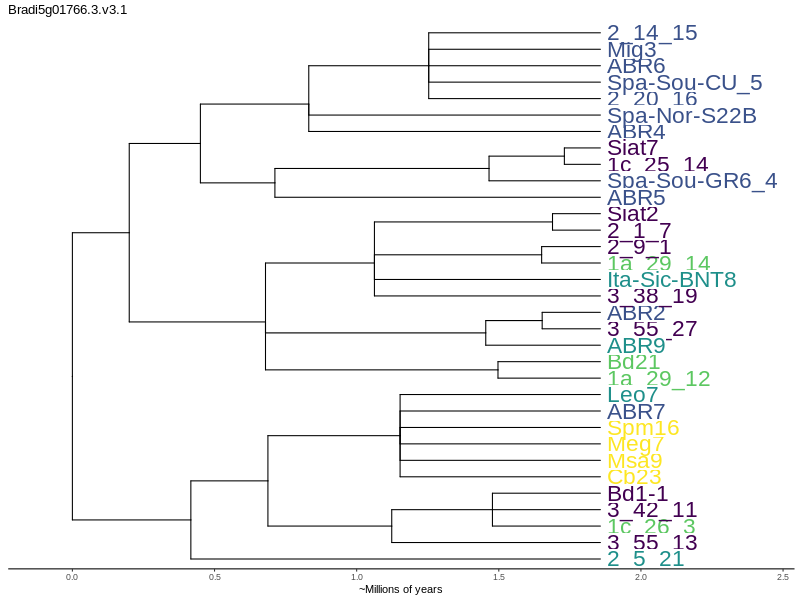 Bradi5g01766.3.v3.1
2_14_15
Mig3
ABR6
Spa-Sou-CU_5
2_20_16
Spa-Nor-S22B
ABR4
Siat7
1c_25_14
Spa-Sou-GR6_4
ABR5
Siat2
2_1_7
2_9_1
1a_29_14
Ita-Sic-BNT8
3_38_19
ABR2
3_55_27
ABR9
Bd21
1a_29_12
Leo7
ABR7
Spm16
Meg7
Msa9
Cb23
Bd1-1
3_42_11
1c_26_3
3_55_13
2_5_21
0.0 0.5 1.0 1.5 2.0 2.5
~Millions of years